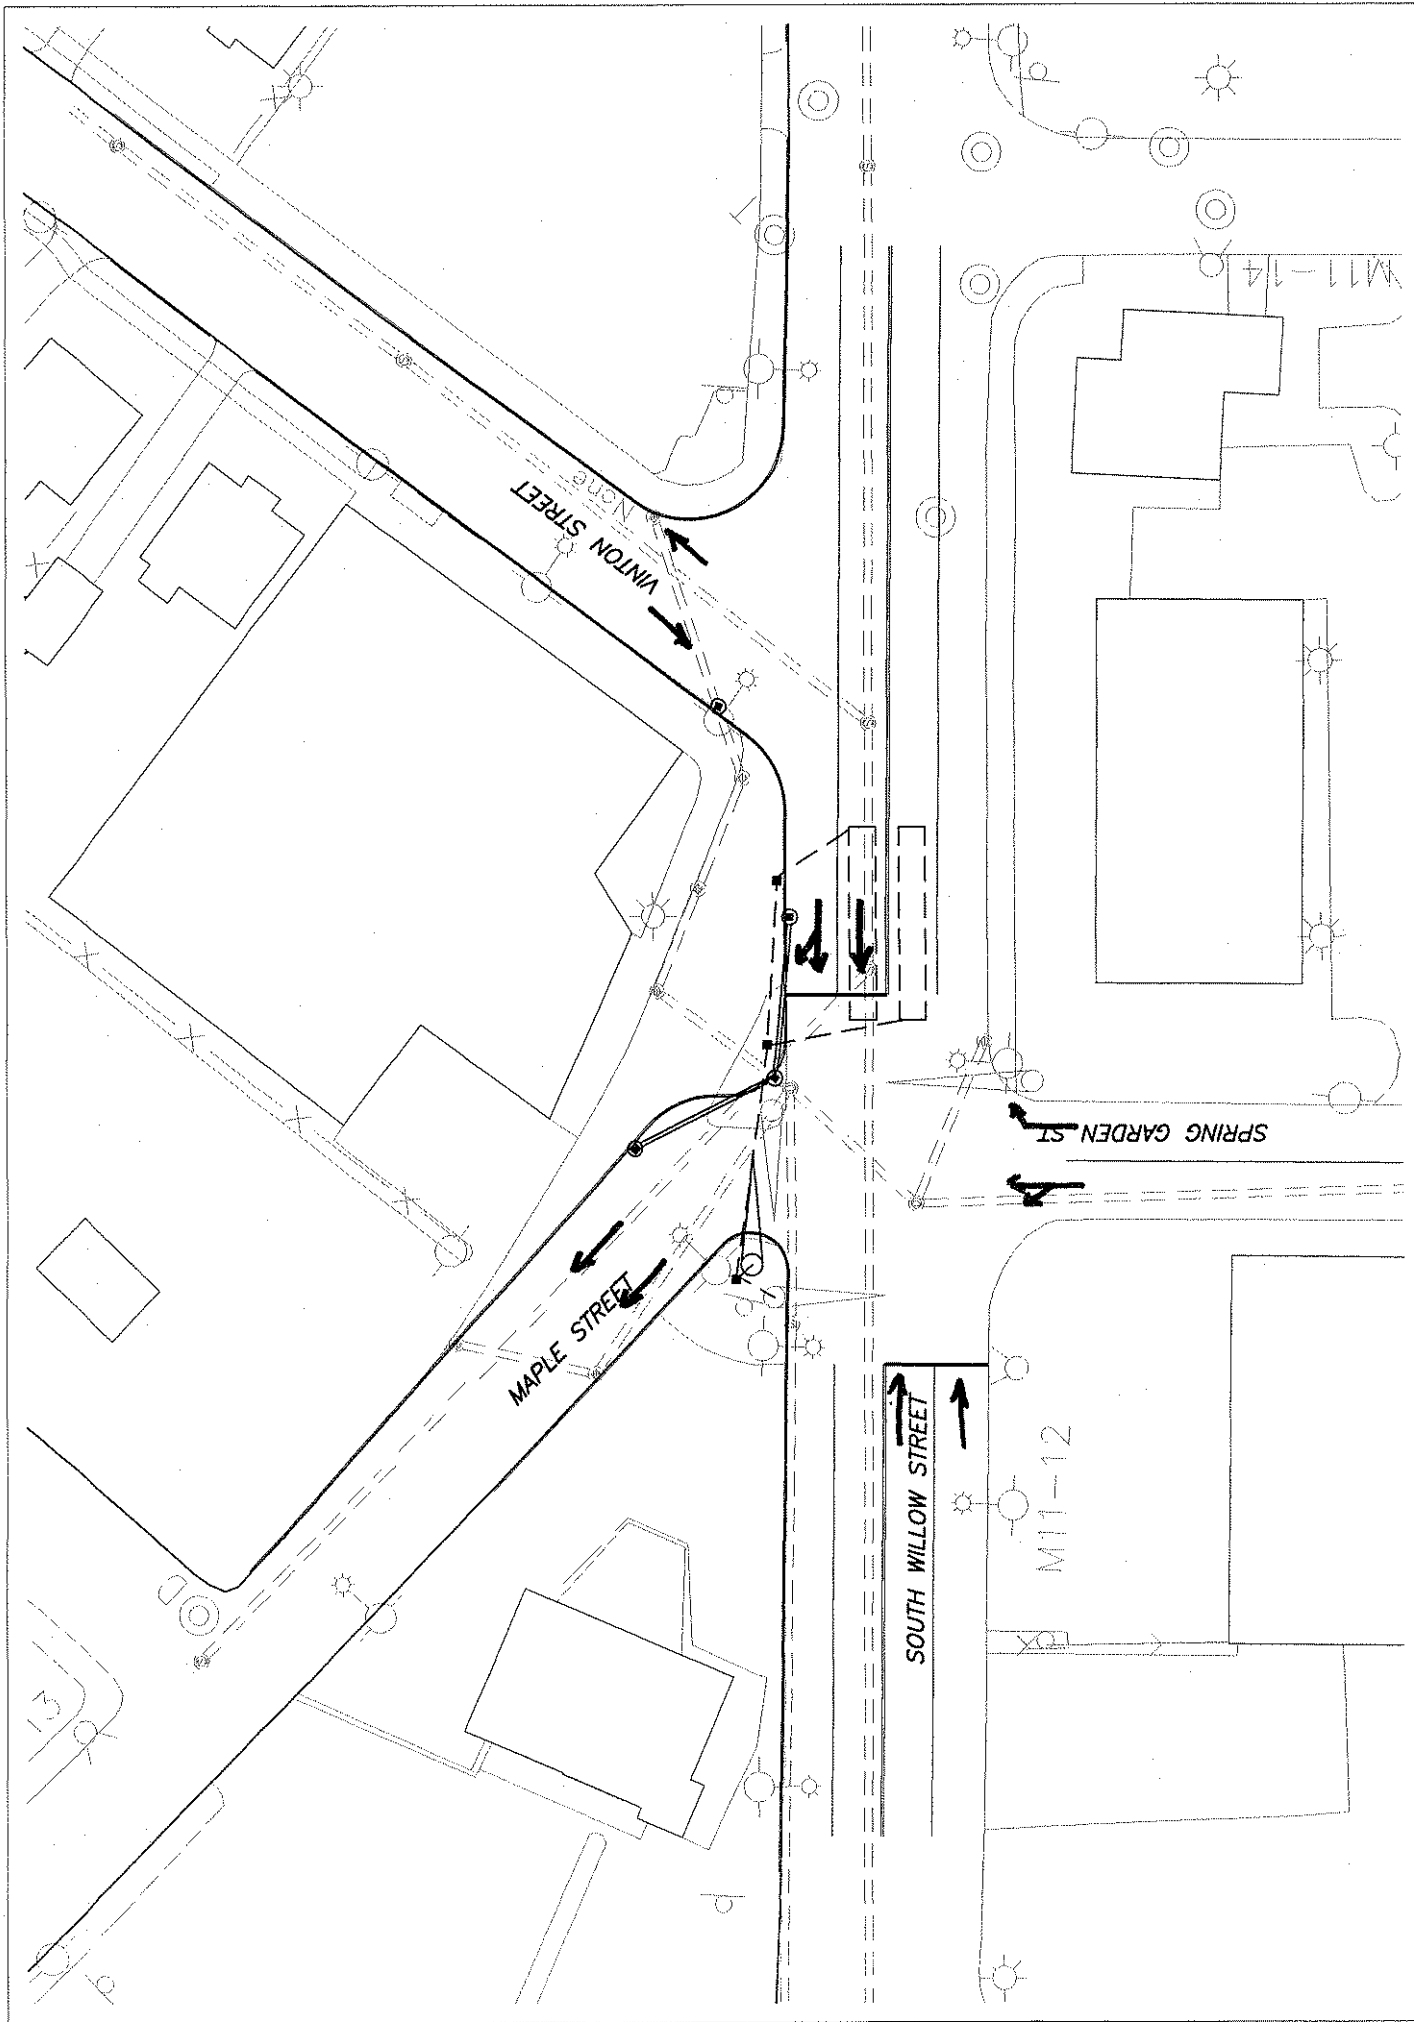 M11-14
None
VINTON STREET
SPRING GARDEN ST
MAPLE STREET
SOUTH WILLOW STREET
M11-12
13